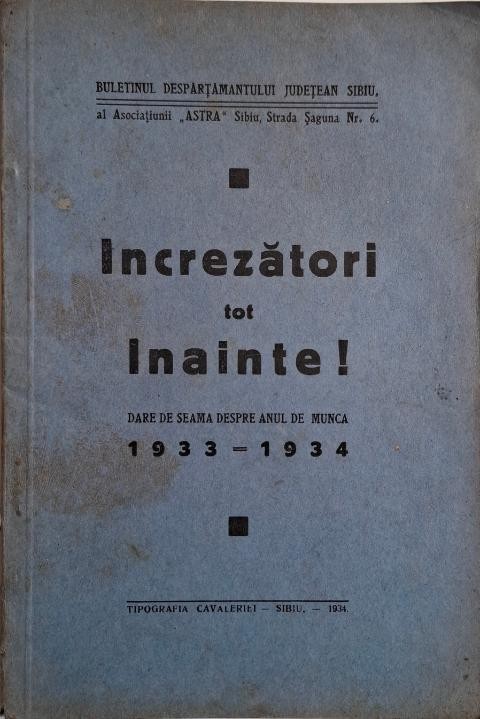 BULETINUL DESPĂRȚĂMANTULUI JUDEȚEAN SIBIU,
al Asociațiunii „ASTRA“ Sibiu, Strada Șaguna Nr. 6.
Increzători
tot
Inainte!
DARE DE SEAMA DESPRE ANUL DE MUNCA
1933 – 1934
TIPOGRAFIA CAVALERIEI – SIBIU, – 1934.